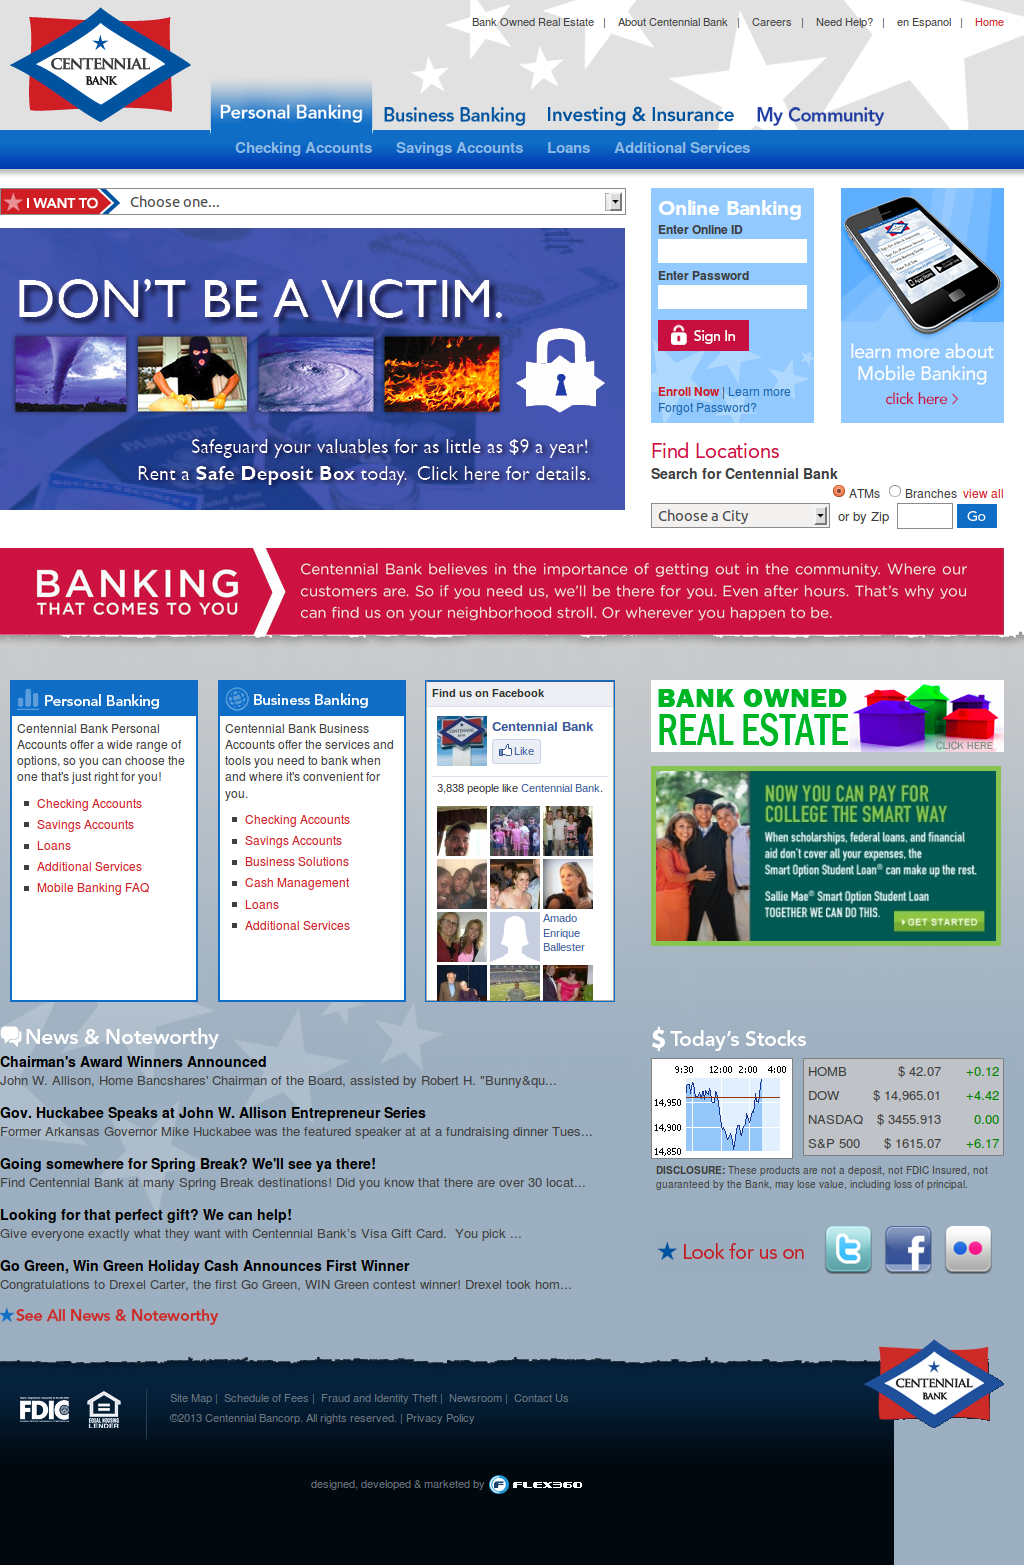 Bank Owned Real Estate | About Centennial Bank | Careers | Need Help? | en Espanol | Home
CENTENNIAL
BANK
Personal Banking Business Banking Investing & Insurance My Community
Checking Accounts Savings Accounts Loans Additional Services
I WANT TO Choose one...
DON'T BE A VICTIM.
Safeguard your valuables for as little as $9 a year!
Rent a Safe Deposit Box today. Click here for details.
Online Banking
Enter Online ID
Enter Password
Sign In
Enroll Now | Learn more
Forgot Password?
learn more about
Mobile Banking
click here >
Find Locations
Search for Centennial Bank
ATMs Branches view all
Choose a City or by Zip Go
BANKING
THAT COMES TO YOU
Centennial Bank believes in the importance of getting out in the community. Where our
customers are. So if you need us, we'll be there for you. Even after hours. That's why you
can find us on your neighborhood stroll. Or wherever you happen to be.
Personal Banking
Centennial Bank Personal
Accounts offer a wide range of
options, so you can choose the
one that's just right for you!
Checking Accounts
Savings Accounts
Loans
Additional Services
Mobile Banking FAQ
Business Banking
Centennial Bank Business
Accounts offer the services and
tools you need to bank when
and where it's convenient for
you.
Checking Accounts
Savings Accounts
Business Solutions
Cash Management
Loans
Additional Services
Find us on Facebook
Centennial Bank
Like
3,838 people like Centennial Bank.
Amado
Enrique
Ballester
BANK OWNED
REAL ESTATE
CLICK HERE
NOW YOU CAN PAY FOR
COLLEGE THE SMART WAY
When scholarships, federal loans, and financial
aid don't cover all your expenses, the
Smart Option Student Loan® can make up the rest.
Sallie Mae® Smart Option Student Loan
TOGETHER WE CAN DO THIS.
GET STARTED
News & Noteworthy
Chairman's Award Winners Announced
John W. Allison, Home Bancshares' Chairman of the Board, assisted by Robert H. "Bunny&qu...
Gov. Huckabee Speaks at John W. Allison Entrepreneur Series
Former Arkansas Governor Mike Huckabee was the featured speaker at at a fundraising dinner Tues...
Going somewhere for Spring Break? We'll see ya there!
Find Centennial Bank at many Spring Break destinations! Did you know that there are over 30 locat...
Looking for that perfect gift? We can help!
Give everyone exactly what they want with Centennial Bank's Visa Gift Card. You pick ...
Go Green, Win Green Holiday Cash Announces First Winner
Congratulations to Drexel Carter, the first Go Green, WIN Green contest winner! Drexel took hom...
See All News & Noteworthy
$ Today's Stocks
9:30 12:00 2:00 4:00
14,950
14,900
14,850
HOMB $ 42.07 +0.12
DOW $ 14,965.01 +4.42
NASDAQ $ 3455.913 0.00
S&P 500 $ 1615.07 +6.17
DISCLOSURE: These products are not a deposit, not FDIC Insured, not
guaranteed by the Bank, may lose value, including loss of principal.
Look for us on
CENTENNIAL
BANK
FDIC
EQUAL HOUSING
LENDER
Site Map | Schedule of Fees | Fraud and Identity Theft | Newsroom | Contact Us
©2013 Centennial Bancorp. All rights reserved. | Privacy Policy
designed, developed & marketed by FLEX360